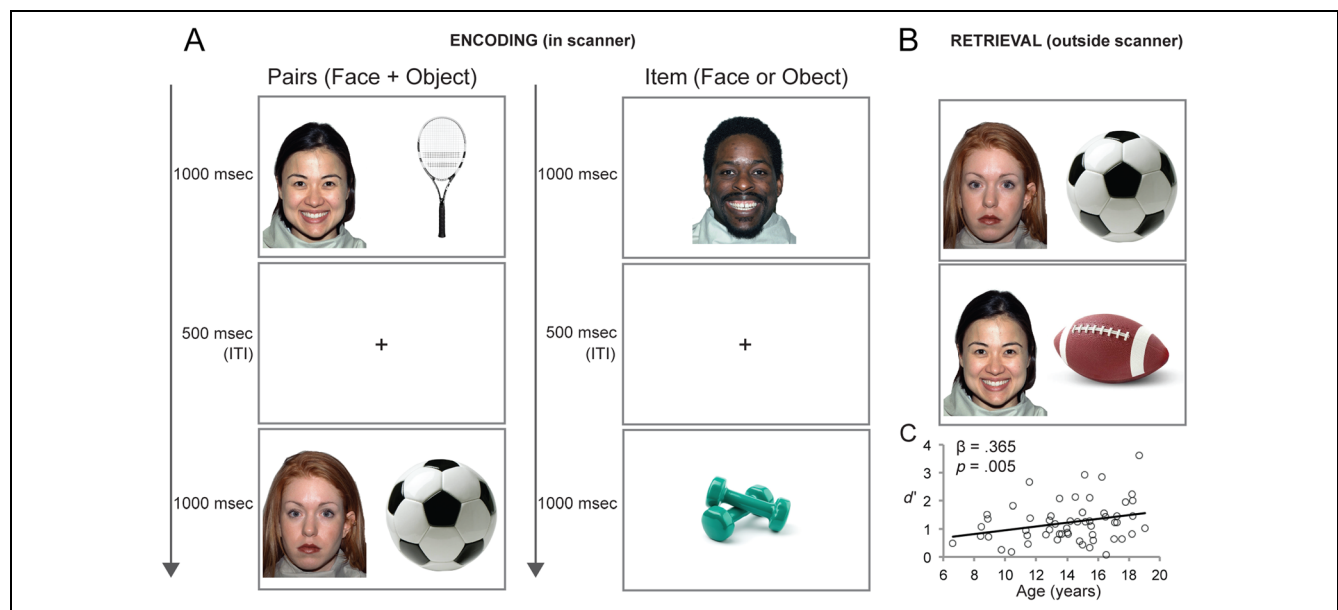 A
ENCODING (in scanner)
Pairs (Face + Object)
1000 msec
500 msec
(ITI)
+
1000 msec
Item (Face or Obect)
1000 msec
500 msec
(ITI)
+
1000 msec
B
RETRIEVAL (outside scanner)
C
β = .365
p = .005
d'
4
3
2
1
0
6 8 10 12 14 16 18 20
Age (years)